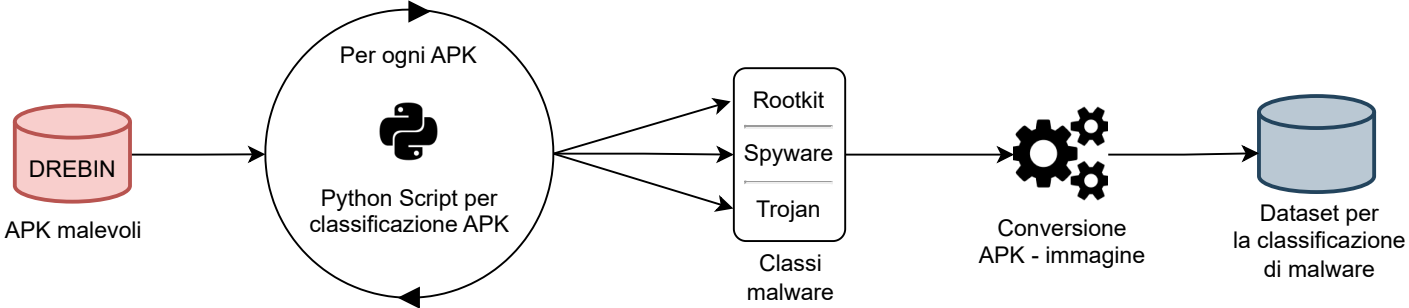 DREBIN
APK malevoli
Per ogni APK
Python Script per
classificazione APK
Rootkit
Spyware
Trojan
Classi
malware
Conversione
APK - immagine
Dataset per
la classificazione
di malware